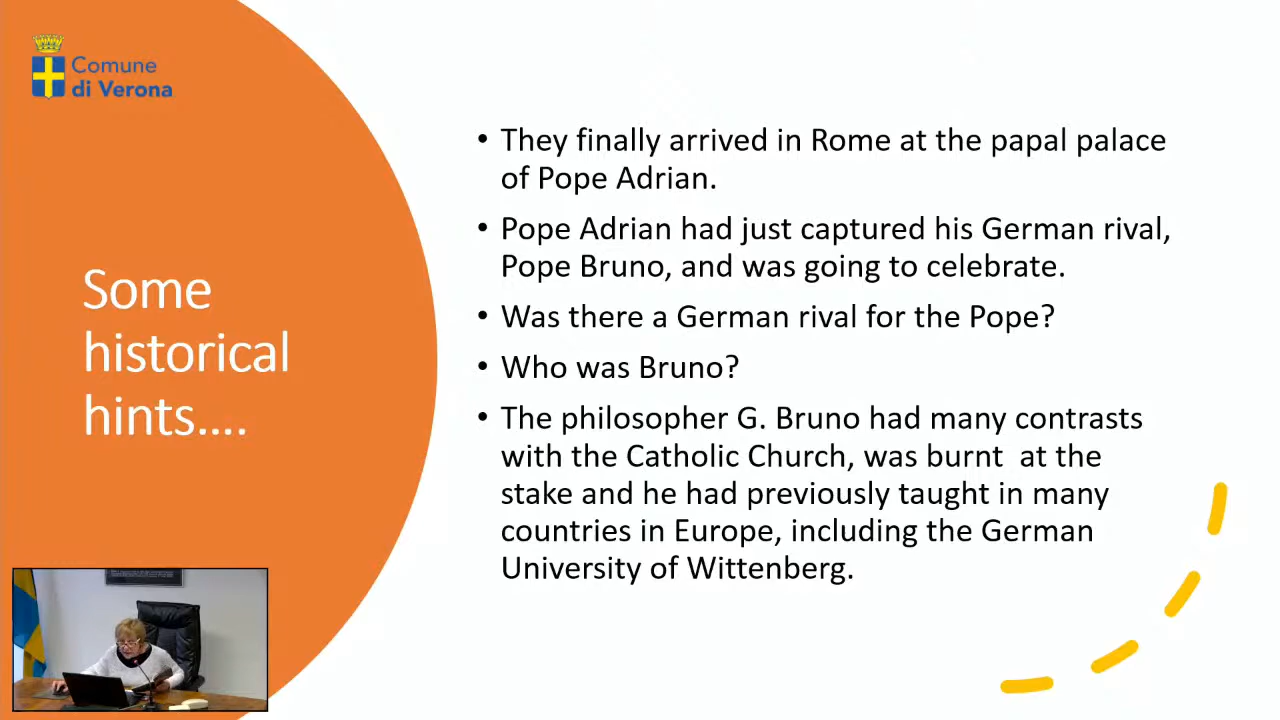 Comune
di Verona
Some
historical
hints....
• They finally arrived in Rome at the papal palace
of Pope Adrian.
• Pope Adrian had just captured his German rival,
Pope Bruno, and was going to celebrate.
• Was there a German rival for the Pope?
• Who was Bruno?
• The philosopher G. Bruno had many contrasts
with the Catholic Church, was burnt  at the
stake and he had previously taught in many
countries in Europe, including the German
University of Wittenberg.